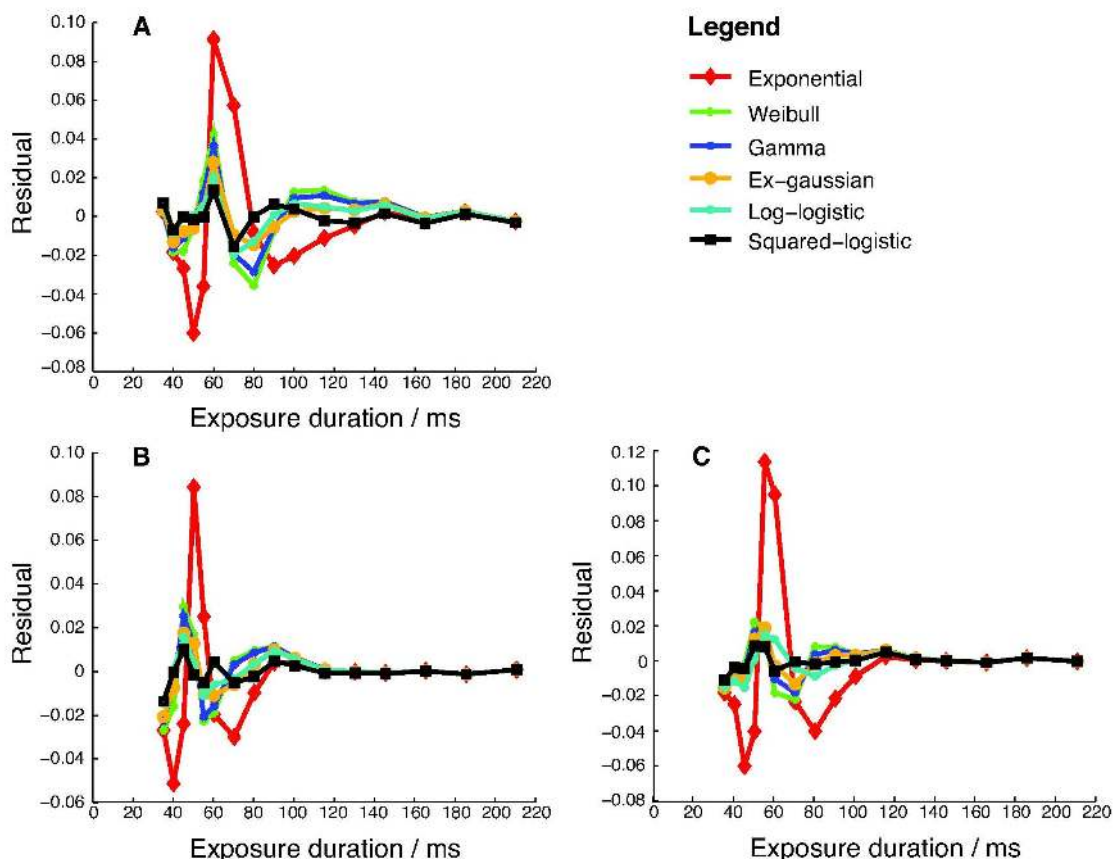 A
0.10
0.08
0.06
0.04
0.02
0
−0.02
−0.04
−0.06
−0.08
Residual
0 20 40 60 80 100 120 140 160 180 200 220
Exposure duration / ms
Legend
Exponential
Weibull
Gamma
Ex−gaussian
Log−logistic
Squared−logistic
B
0.10
0.08
0.06
0.04
0.02
0
−0.02
−0.04
−0.06
Residual
0 20 40 60 80 100 120 140 160 180 200 220
Exposure duration / ms
C
0.12
0.10
0.08
0.06
0.04
0.02
0
−0.02
−0.04
−0.06
−0.08
Residual
0 20 40 60 80 100 120 140 160 180 200 220
Exposure duration / ms